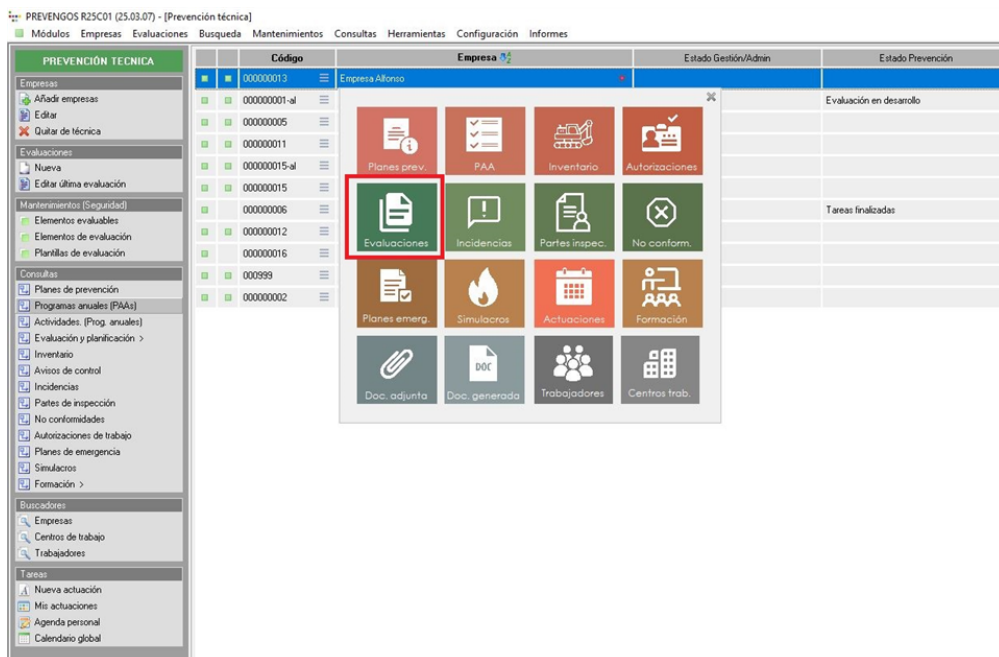 PREVENGOS R25C01 (25.03.07) - [Prevención técnica]
Módulos Empresas Evaluaciones Busqueda Mantenimientos Consultas Herramientas Configuración Informes
PREVENCIÓN TECNICA
Empresas
Añadir empresas
Editar
Quitar de técnica
Evaluaciones
Nueva
Editar última evaluación
Mantenimientos (Seguridad)
Elementos evaluables
Elementos de evaluación
Plantillas de evaluación
Consultas
Planes de prevención
Programas anuales (PAAs)
Actividades. (Prog. anuales)
Evaluación y planificación >
Inventario
Avisos de control
Incidencias
Partes de inspección
No conformidades
Autorizaciones de trabajo
Planes de emergencia
Simulacros
Formación >
Buscadores
Empresas
Centros de trabajo
Trabajadores
Tareas
Nueva actuación
Mis actuaciones
Agenda personal
Calendario global
Código Empresa Estado Gestión/Admin Estado Prevención
000000013 Empresa Alfonso
000000001-al Evaluación en desarrollo
000000005
000000011
000000015-al
000000015
000000006 Tareas finalizadas
000000012
000000016
000999
000000002
Planes prev. PAA Inventario Autorizaciones
Evaluaciones Incidencias Partes inspec. No conform.
Planes emerg. Simulacros Actuaciones Formación
DOC
Doc. adjunta Doc. generada Trabajadores Centros trab.